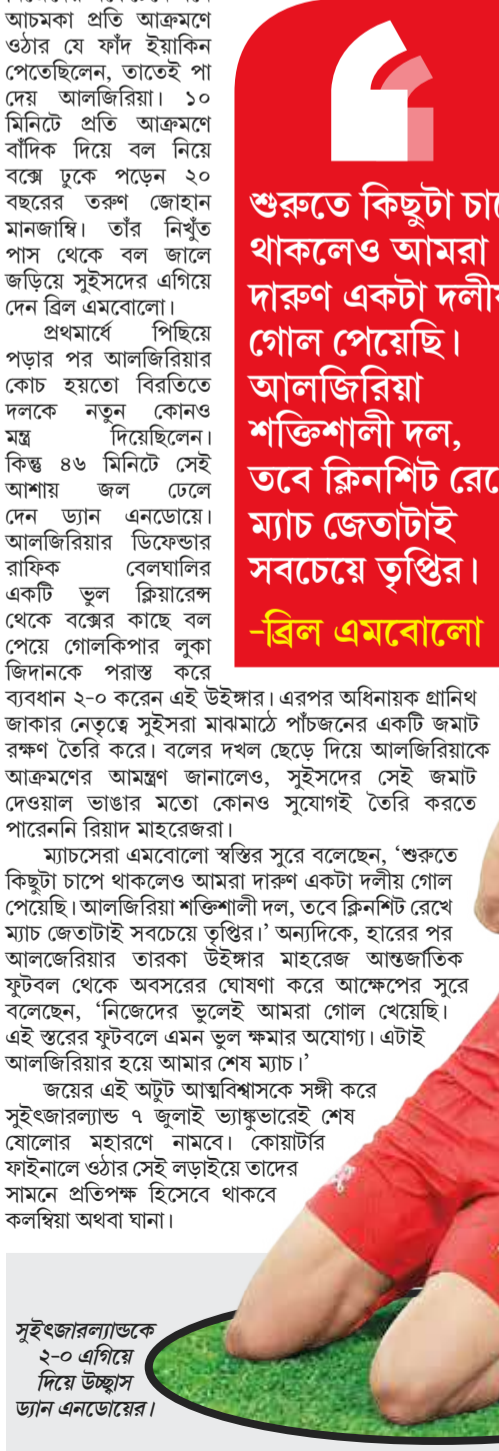 আচমকা প্রতি আক্রমণে
ওঠার যে ফাঁদ ইয়াকিন
পেতেছিলেন, তাতেই পা
দেয় আলজিরিয়া। ১০
মিনিটে প্রতি আক্রমণে
বাঁদিক দিয়ে বল নিয়ে
বক্সে ঢুকে পড়েন ২০
বছরের তরুণ জোহান
মানজাম্বি। তাঁর নিখুঁত
পাস থেকে বল জালে
জড়িয়ে সুইসদের এগিয়ে
দেন ব্রিল এমবোলো।
প্রথমার্ধে পিছিয়ে
পড়ার পর আলজিরিয়ার
কোচ হয়তো বিরতিতে
দলকে নতুন কোনও
মন্ত্র দিয়েছিলেন।
কিন্তু ৪৬ মিনিটে সেই
আশায় জল ঢেলে
দেন ড্যান এনডোয়ে।
আলজিরিয়ার ডিফেন্ডার
রাফিক বেলঘালির
একটি ভুল ক্লিয়ারেন্স
থেকে বক্সের কাছে বল
পেয়ে গোলকিপার লুকা
জিদানকে পরাস্ত করে
ব্যবধান ২-০ করেন এই উইঙ্গার। এরপর অধিনায়ক গ্রানিথ
জাকার নেতৃত্বে সুইসরা মাঝমাঠে পাঁচজনের একটি জমাট
রক্ষণ তৈরি করে। বলের দখল ছেড়ে দিয়ে আলজিরিয়াকে
আক্রমণের আমন্ত্রণ জানালেও, সুইসদের সেই জমাট
দেওয়াল ভাঙার মতো কোনও সুযোগই তৈরি করতে
পারেননি রিয়াদ মাহরেজরা।
ম্যাচসেরা এমবোলো স্বস্তির সুরে বলেছেন, ‘শুরুতে
কিছুটা চাপে থাকলেও আমরা দারুণ একটা দলীয় গোল
পেয়েছি। আলজিরিয়া শক্তিশালী দল, তবে ক্লিনশিট রেখে
ম্যাচ জেতাটাই সবচেয়ে তৃপ্তির।’ অন্যদিকে, হারের পর
আলজেরিয়ার তারকা উইঙ্গার মাহরেজ আন্তর্জাতিক
ফুটবল থেকে অবসরের ঘোষণা করে আক্ষেপের সুরে
বলেছেন, ‘নিজেদের ভুলেই আমরা গোল খেয়েছি।
এই স্তরের ফুটবলে এমন ভুল ক্ষমার অযোগ্য। এটাই
আলজিরিয়ার হয়ে আমার শেষ ম্যাচ।’
জয়ের এই অটুট আত্মবিশ্বাসকে সঙ্গী করে
সুইৎজারল্যান্ড ৭ জুলাই ভ্যাঙ্কুভারেই শেষ
ষোলোর মহারণে নামবে। কোয়ার্টার
ফাইনালে ওঠার সেই লড়াইয়ে তাদের
সামনে প্রতিপক্ষ হিসেবে থাকবে
কলম্বিয়া অথবা ঘানা।
শুরুতে কিছুটা
থাকলেও আমরা
দারুণ একটা
গোল পেয়েছি।
আলজিরিয়া
শক্তিশালী দল,
তবে ক্লিনশিট
ম্যাচ জেতাটাই
সবচেয়ে তৃপ্তির।
-ব্রিল এমবোলো
সুইৎজারল্যান্ডকে
২-০ এগিয়ে
দিয়ে উচ্ছ্বাস
ড্যান এনডোয়ের।